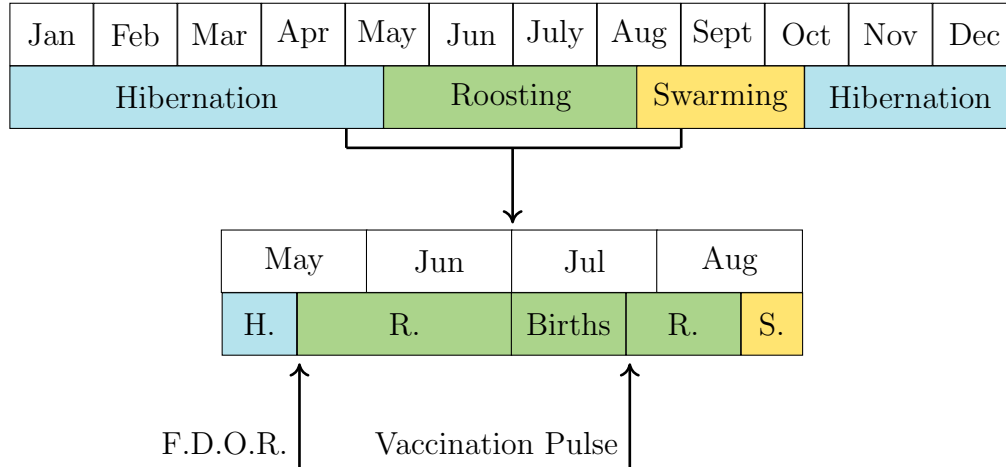 Jan Feb Mar Apr May Jun July Aug Sept Oct Nov Dec
Hibernation Roosting Swarming Hibernation
May Jun Jul Aug
H. R. Births R. S.
F.D.O.R. Vaccination Pulse